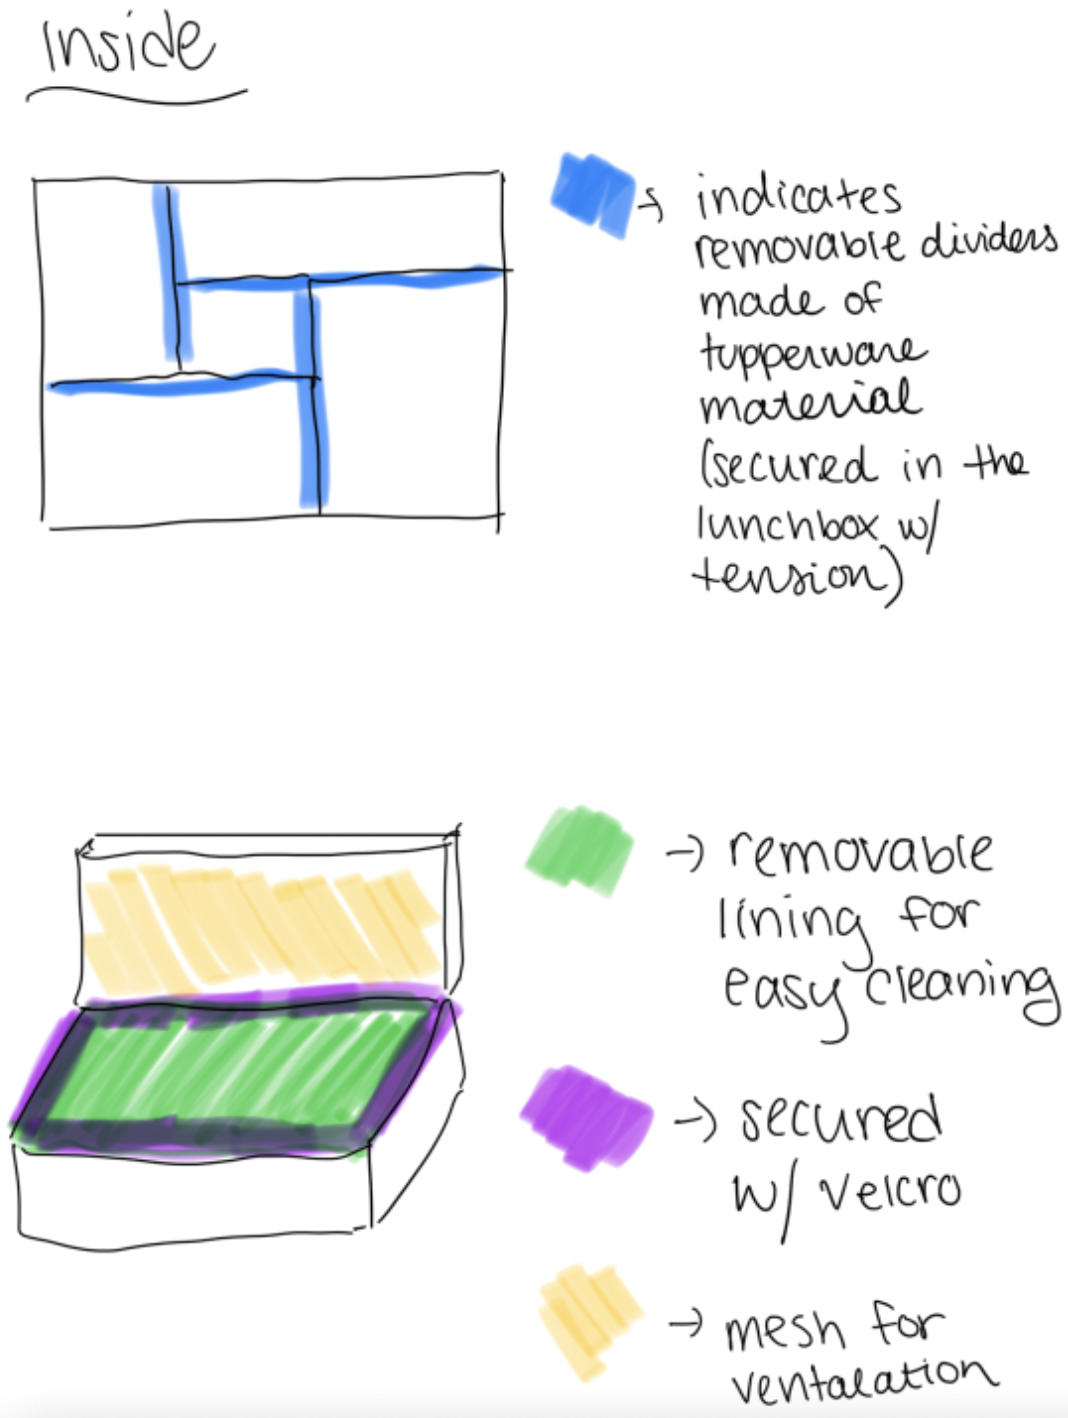 Inside
→ indicates
removable dividers
made of
tupperware
material
(secured in the
lunchbox w/
tension)
→ removable
lining for
easy cleaning
→ secured
w/ velcro
→ mesh for
ventalation